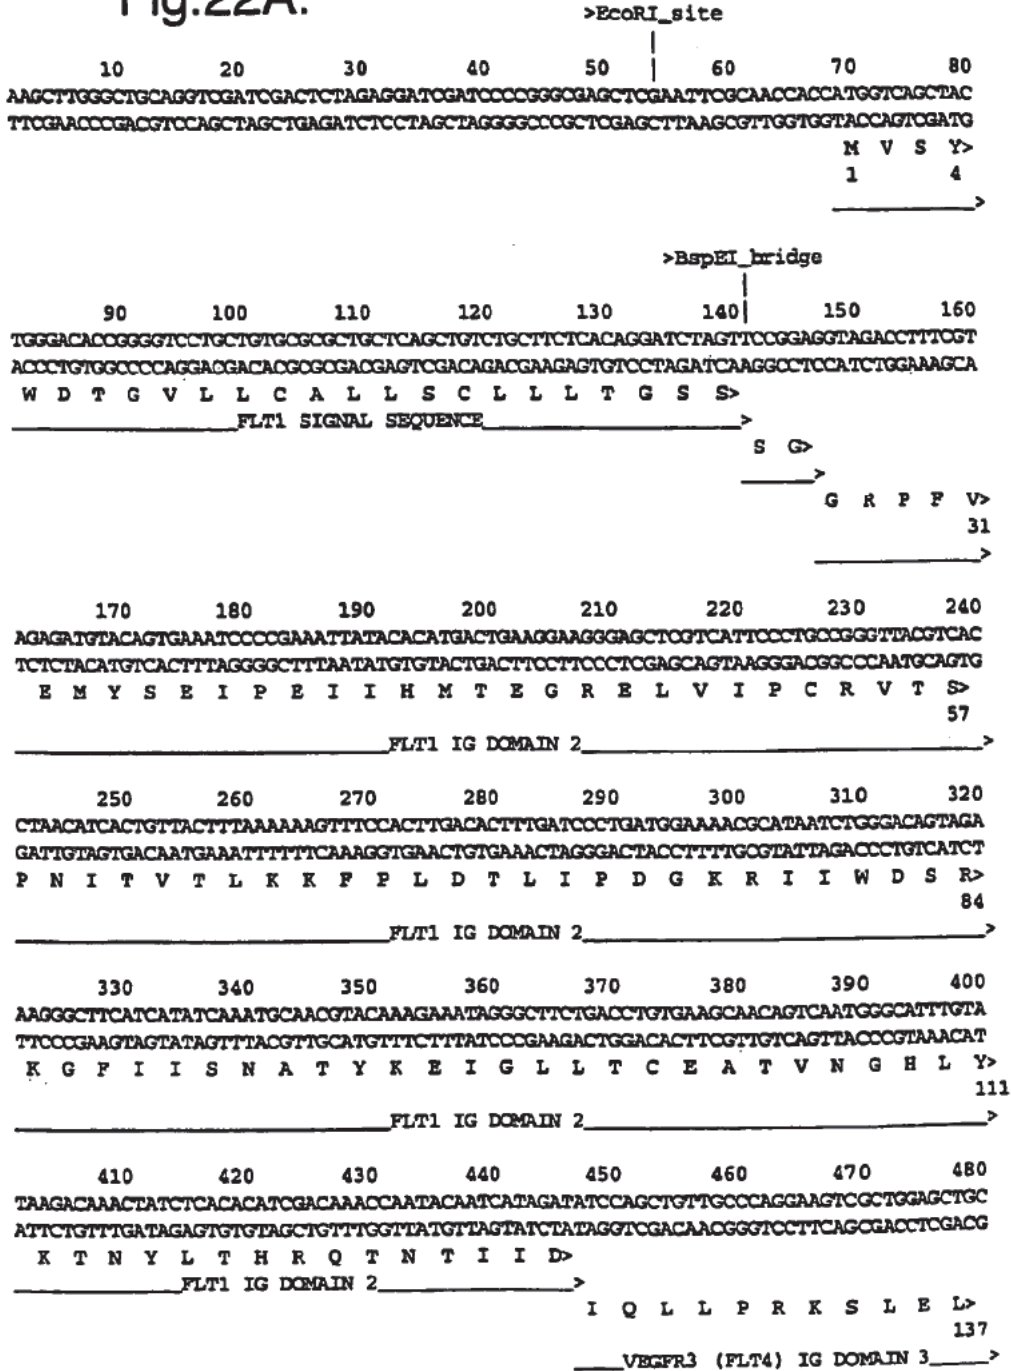 Fig.22A.
>EcoRI_site
10 20 30 40 50 60 70 80
AAGCTTGGGCTGCAGGTCGATCGACTCTAGAGGATCGATCCCCGGGCGAGCTCGAATTCGCAACCACCATGGTCAGCTAC
TTCGAACCCGACGTCCAGCTAGCTGAGATCTCCTAGCTAGGGGCCCGCTCGAGCTTAAGCGTTGGTGGTACCAGTCGATG
M V S Y>
1 4
>BspEI_bridge
90 100 110 120 130 140 150 160
TGGGACACCGGGGTCCTGCTGTGCGCGCTGCTCAGCTGTCTGCTTCTCACAGGATCTAGTTCCGGAGGTAGACCTTTCGT
ACCCTGTGGCCCCAGGACGACACGCGCGACGAGTCGACAGACGAAGAGTGTCCTAGATCAAGGCCTCCATCTGGAAAGCA
W D T G V L L C A L L S C L L L T G S S>
FLT1 SIGNAL SEQUENCE>
S G>
G R P F V>
31
170 180 190 200 210 220 230 240
AGAGATGTACAGTGAAATCCCCGAAATTATACACATGACTGAAGGAAGGGAGCTCGTCATTCCCTGCCGGGTTACGTCAC
TCTCTACATGTCACTTTAGGGGCTTTAATATGTGTACTGACTTCCTTCCCTCGAGCAGTAAGGGACGGCCCAATGCAGTG
E M Y S E I P E I I H M T E G R E L V I P C R V T S>
57
FLT1 IG DOMAIN 2>
250 260 270 280 290 300 310 320
CTAACATCACTGTTACTTTAAAAAAGTTTCCACTTGACACTTTGATCCCTGATGGAAAACGCATAATCTGGGACAGTAGA
GATTGTAGTGACAATGAAATTTTTTCAAAGGTGAACTGTGAAACTAGGGACTACCTTTTGCGTATTAGACCCTGTCATCT
P N I T V T L K K F P L D T L I P D G K R I I W D S R>
84
FLT1 IG DOMAIN 2>
330 340 350 360 370 380 390 400
AAGGGCTTCATCATATCAAATGCAACGTACAAAGAAATAGGGCTTCTGACCTGTGAAGCAACAGTCAATGGGCATTTGTA
TTCCCGAAGTAGTATAGTTTACGTTGCATGTTTCTTTATCCCGAAGACTGGACACTTCGTTGTCAGTTACCCGTAAACAT
K G F I I S N A T Y K E I G L L T C E A T V N G H L Y>
111
FLT1 IG DOMAIN 2>
410 420 430 440 450 460 470 480
TAAGACAAACTATCTCACACATCGACAAACCAATACAATCATAGATATCCAGCTGTTGCCCAGGAAGTCGCTGGAGCTGC
ATTCTGTTTGATAGAGTGTGTAGCTGTTTGGTTATGTTAGTATCTATAGGTCGACAACGGGTCCTTCAGCGACCTCGACG
K T N Y L T H R Q T N T I I D>
FLT1 IG DOMAIN 2>
I Q L L P R K S L E L>
137
VEGFR3 (FLT4) IG DOMAIN 3>